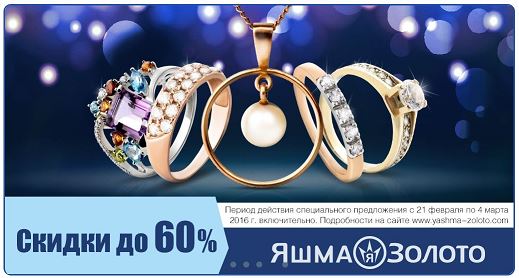 Период действия специального предложения с 21 февраля по 4 марта
2016 г. включительно. Подробности на сайте www.yashma-zoloto.com
Скидки до 60%
ЯШМА ЯZ ЗОЛОТО